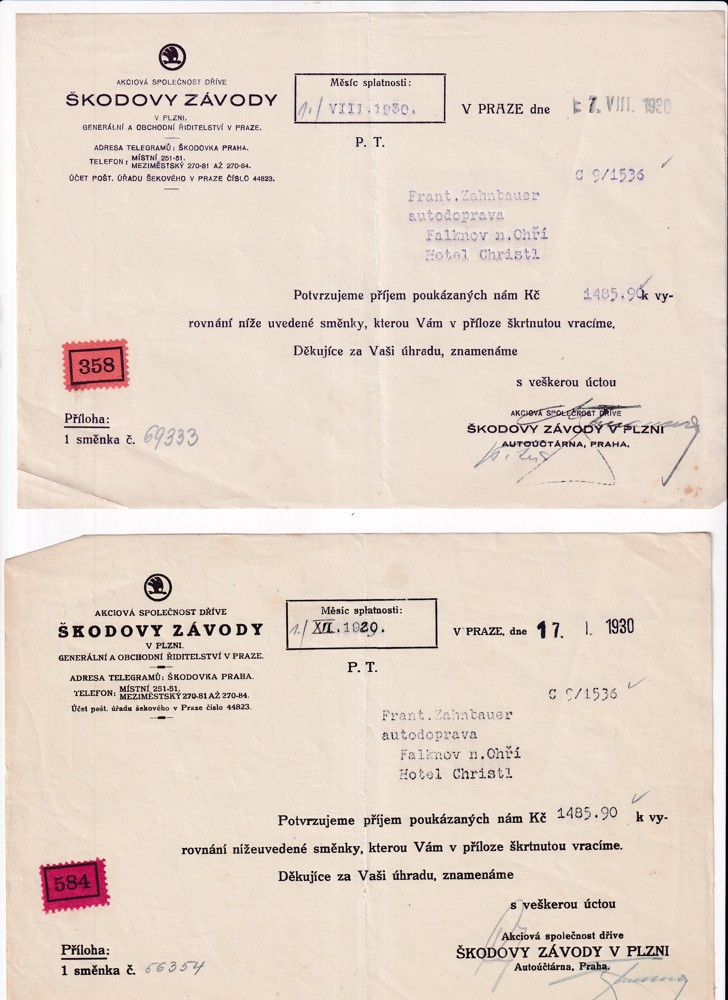 AKCIOVÁ SPOLEČNOST DŘÍVE
ŠKODOVY ZÁVODY
V PLZNI.
GENERÁLNÍ A OBCHODNÍ ŘIDITELSTVÍ V PRAZE.
ADRESA TELEGRAMŮ: ŠKODOVKA PRAHA.
TELEFON: MÍSTNÍ 251-51.
MEZIMĚSTSKÝ 270-81 AŽ 270-84.
ÚČET POŠT. ÚŘADU ŠEKOVÉHO V PRAZE ČÍSLO 44823.
Měsíc splatnosti:
1./ VIII.1930.
V PRAZE dne 7. VIII. 1930
P. T.
C 9/1536
Frant.Zahnbauer
autodoprava
Falknov n.Ohří
Hotel Christl
Potvrzujeme příjem poukázaných nám Kč 1485.90 k vy-
rovnání níže uvedené směnky, kterou Vám v příloze škrtnutou vracíme.
Děkujíce za Vaši úhradu, znamenáme
s veškerou úctou
358
Příloha:
1 směnka č. 69333
AKCIOVÁ SPOLEČNOST DŘÍVE
ŠKODOVY ZÁVODY V PLZNI
AUTOÚČTÁRNA, PRAHA.
AKCIOVÁ SPOLEČNOST DŘÍVE
ŠKODOVY ZÁVODY
V PLZNI.
GENERÁLNÍ A OBCHODNÍ ŘIDITELSTVÍ V PRAZE.
ADRESA TELEGRAMŮ: ŠKODOVKA PRAHA.
TELEFON: MÍSTNÍ 251-51,
MEZIMĚSTSKÝ 270-81 AŽ 270-84.
Účet pošt. úřadu šekového v Praze číslo 44823.
Měsíc splatnosti:
1./ XII.1929.
V PRAZE, dne 17. I. 1930
P. T.
C 9/1536
Frant.Zahnbauer
autodoprava
Falknov n.Ohří
Hotel Christl
Potvrzujeme příjem poukázaných nám Kč 1485.90 k vy-
rovnání nížeuvedené směnky, kterou Vám v příloze škrtnutou vracíme.
Děkujíce za Vaši úhradu, znamenáme
s veškerou úctou
584
Příloha:
1 směnka č. 66354
Akciová společnost dříve
ŠKODOVY ZÁVODY V PLZNI
Autoúčtárna, Praha.